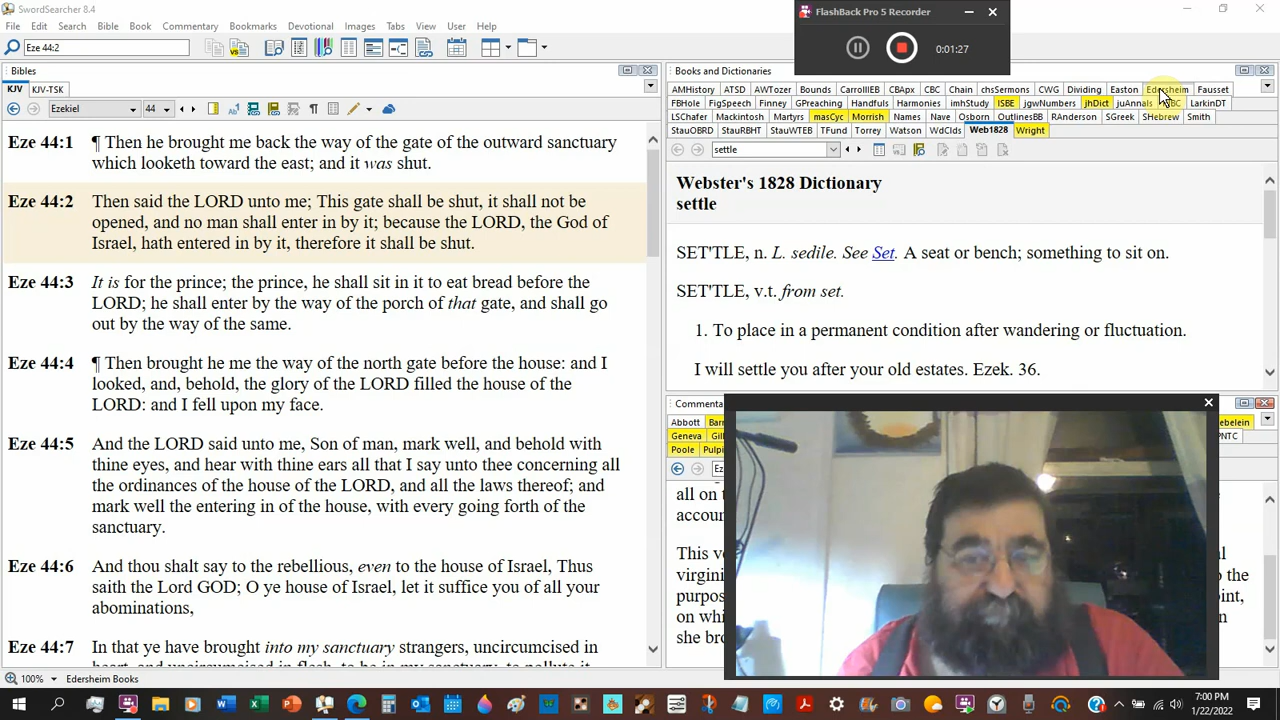 SwordSearcher 8.4
File Edit Search Bible Book Commentary Bookmarks Devotional Images Tabs View User Help
Eze 44:2
FlashBack Pro 5 Recorder
0:01:27
Bibles
KJV KJV-TSK
Ezekiel 44
Eze 44:1 ¶ Then he brought me back the way of the gate of the outward sanctuary
which looketh toward the east; and it was shut.
Eze 44:2 Then said the LORD unto me; This gate shall be shut, it shall not be
opened, and no man shall enter in by it; because the LORD, the God of
Israel, hath entered in by it, therefore it shall be shut.
Eze 44:3 It is for the prince; the prince, he shall sit in it to eat bread before the
LORD; he shall enter by the way of the porch of that gate, and shall go
out by the way of the same.
Eze 44:4 ¶ Then brought he me the way of the north gate before the house: and I
looked, and, behold, the glory of the LORD filled the house of the
LORD: and I fell upon my face.
Eze 44:5 And the LORD said unto me, Son of man, mark well, and behold with
thine eyes, and hear with thine ears all that I say unto thee concerning all
the ordinances of the house of the LORD, and all the laws thereof; and
mark well the entering in of the house, with every going forth of the
sanctuary.
Eze 44:6 And thou shalt say to the rebellious, even to the house of Israel, Thus
saith the Lord GOD; O ye house of Israel, let it suffice you of all your
abominations,
Eze 44:7 In that ye have brought into my sanctuary strangers, uncircumcised in
heart, and uncircumcised in flesh, to be in my sanctuary, to pollute it,
Books and Dictionaries
AMHistory ATSD AWTozer Bounds CarrollEB CBApx CBC Chain chsSermons CWG Dividing Easton Edersheim Fausset
FBHole FigSpeech Finney GPreaching Handfuls Harmonies imhStudy ISBE jgwNumbers jhDict juAnnals LarkinDT
LSChafer Mackintosh Martyrs masCyc Morrish Names Nave Osborn OutlinesBB RAnderson SGreek SHebrew Smith
StauOBRD StauRBHT StauWTEB TFund Torrey Watson WdClds Web1828 Wright
settle
Webster's 1828 Dictionary
settle
SET'TLE, n. L. sedile. See Set. A seat or bench; something to sit on.
SET'TLE, v.t. from set.
1. To place in a permanent condition after wandering or fluctuation.
I will settle you after your old estates. Ezek. 36.
Abbott
Geneva
Poole
all on
This
on
she
the
100% Edersheim Books
7:00 PM
1/22/2022